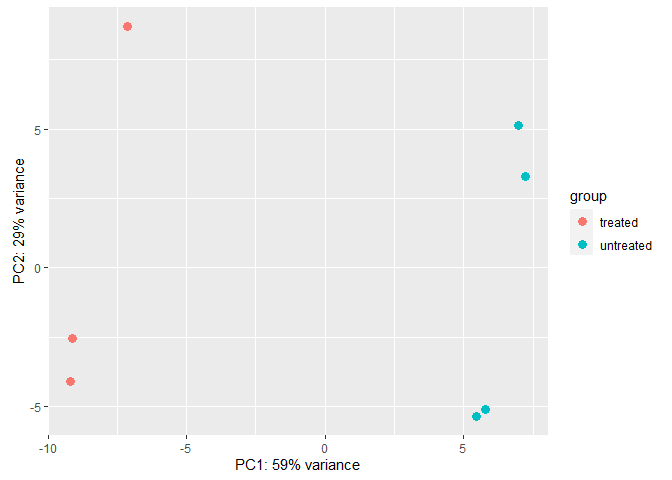 5
0
-5
-10
-5
0
5
PC1: 59% variance
PC2: 29% variance
group
treated
untreated